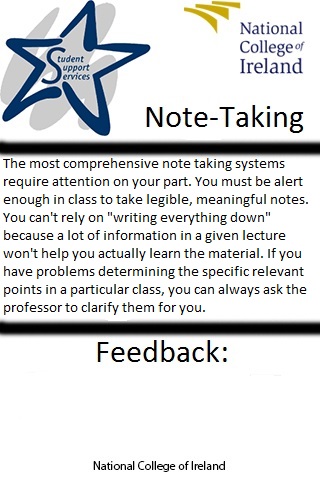 Student
Support
Services
National
College of
Ireland
Note-Taking
The most comprehensive note taking systems
require attention on your part. You must be alert
enough in class to take legible, meaningful notes.
You can't rely on "writing everything down"
because a lot of information in a given lecture
won't help you actually learn the material. If you
have problems determining the specific relevant
points in a particular class, you can always ask the
professor to clarify them for you.
Feedback:
National College of Ireland